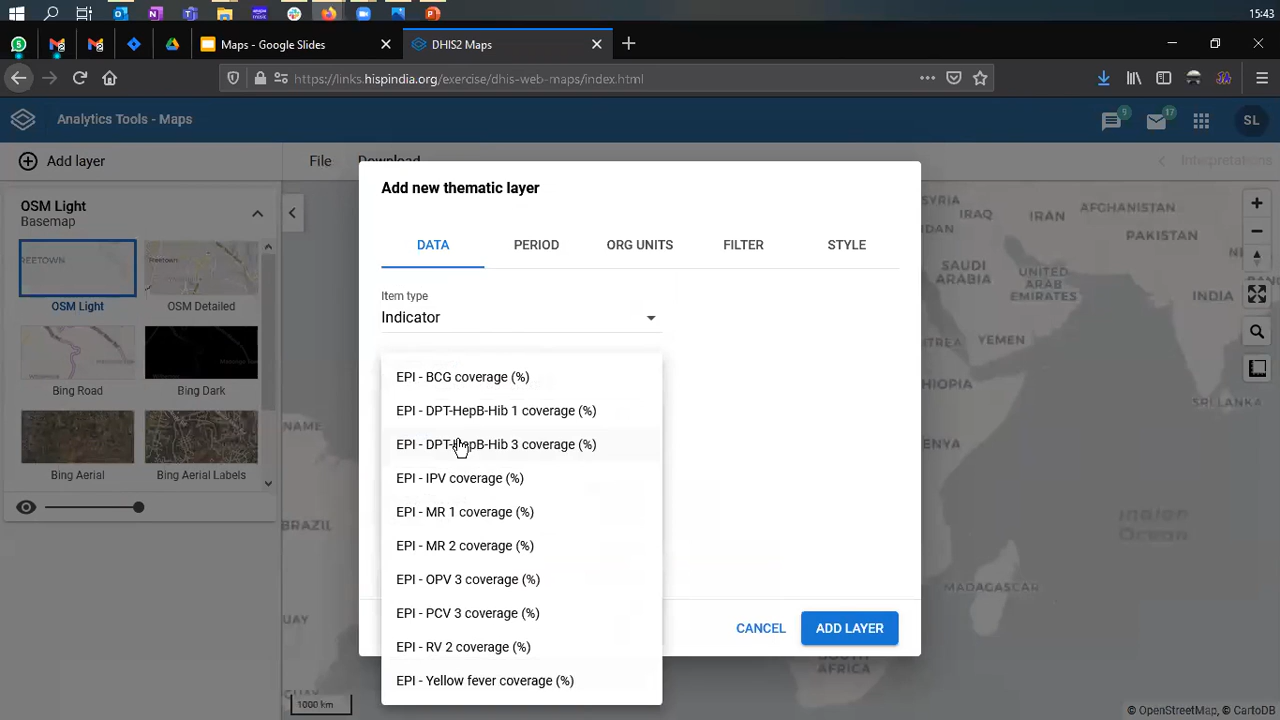 15:43
Maps - Google Slides
DHIS2 Maps
https://links.hispindia.org/exercise/dhis-web-maps/index.html
Analytics Tools - Maps
9
17
SL
Add layer
File
Download
Interpretations
OSM Light
Basemap
OSM Light
OSM Detailed
Bing Road
Bing Dark
Bing Aerial
Bing Aerial Labels
Add new thematic layer
DATA
PERIOD
ORG UNITS
FILTER
STYLE
Item type
Indicator
EPI - BCG coverage (%)
EPI - DPT-HepB-Hib 1 coverage (%)
EPI - DPT-HepB-Hib 3 coverage (%)
EPI - IPV coverage (%)
EPI - MR 1 coverage (%)
EPI - MR 2 coverage (%)
EPI - OPV 3 coverage (%)
EPI - PCV 3 coverage (%)
EPI - RV 2 coverage (%)
EPI - Yellow fever coverage (%)
CANCEL
ADD LAYER
SYRIA
IRAQ
IRAN
AFGHANISTAN
PAKISTAN
SAUDI
ARABIA
UNITED
ARAB
EMIRATES
INDIA
YEMEN
ETHIOPIA
SRI LANKA
KENYA
Indian
Ocean
MADAGASCAR
SOUTH
AFRICA
BRAZIL
1000 km
© OpenStreetMap, © CartoDB